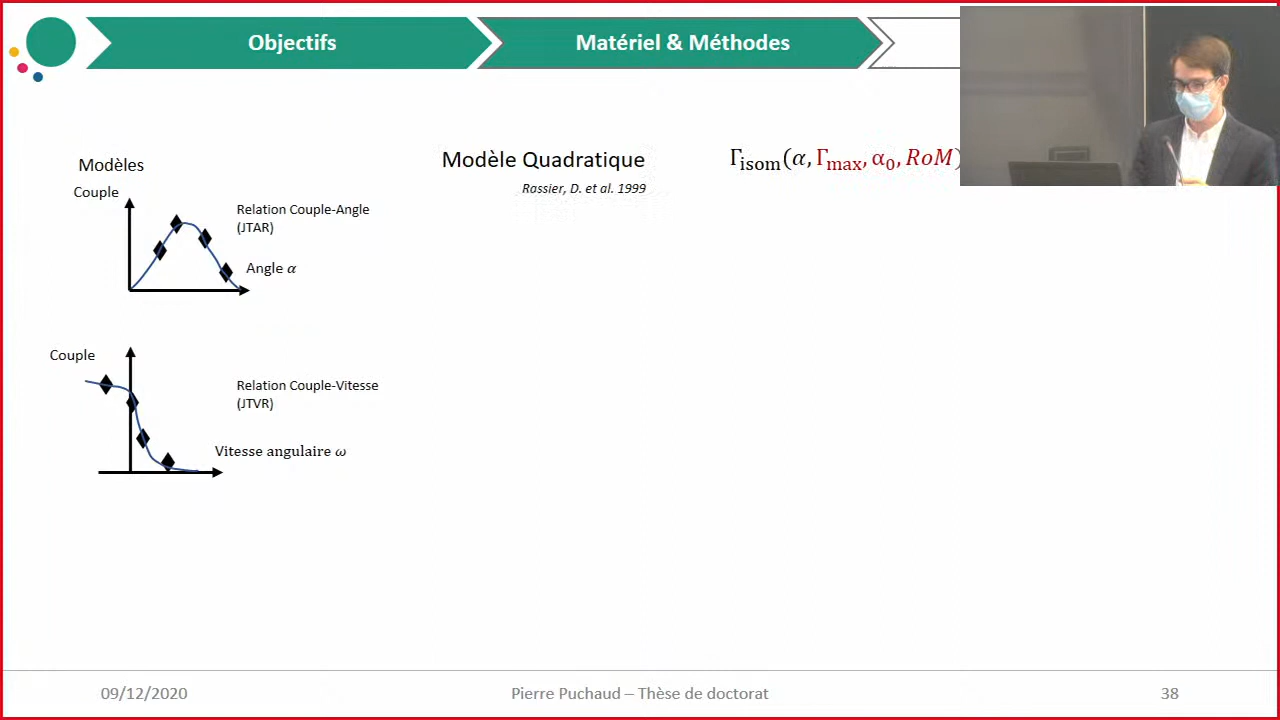 Objectifs
Matériel & Méthodes
Modèles
Modèle Quadratique
Γisom(α, Γmax, α0, RoM)
Rassier, D. et al. 1999
Couple
Relation Couple-Angle
(JTAR)
Angle α
Couple
Relation Couple-Vitesse
(JTVR)
Vitesse angulaire ω
09/12/2020
Pierre Puchaud – Thèse de doctorat
38